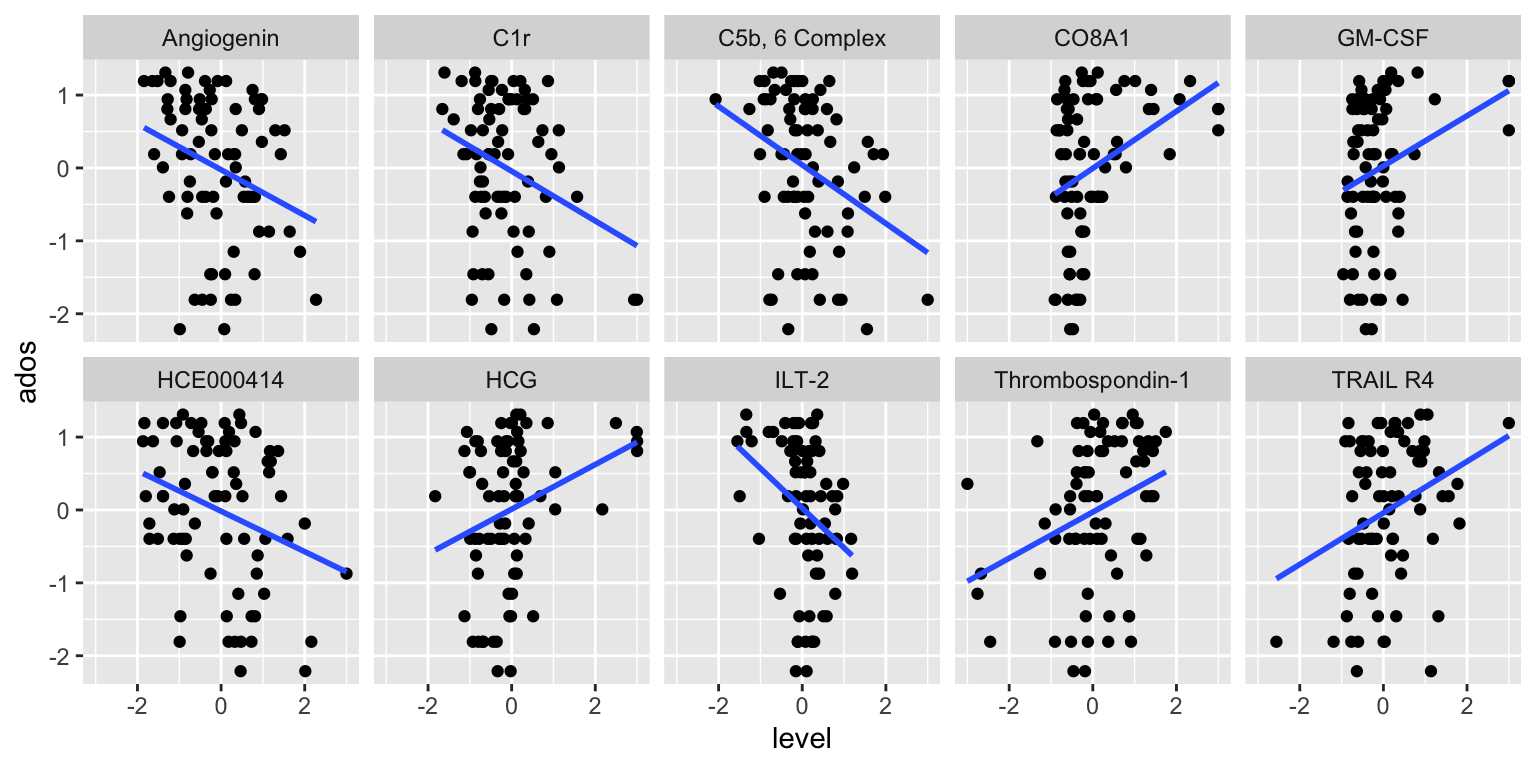 Angiogenin C1r C5b, 6 Complex CO8A1 GM-CSF
1
0
-1
-2
ados
HCE000414 HCG ILT-2 Thrombospondin-1 TRAIL R4
1
0
-1
-2
-2 0 2 -2 0 2 -2 0 2 -2 0 2 -2 0 2
level